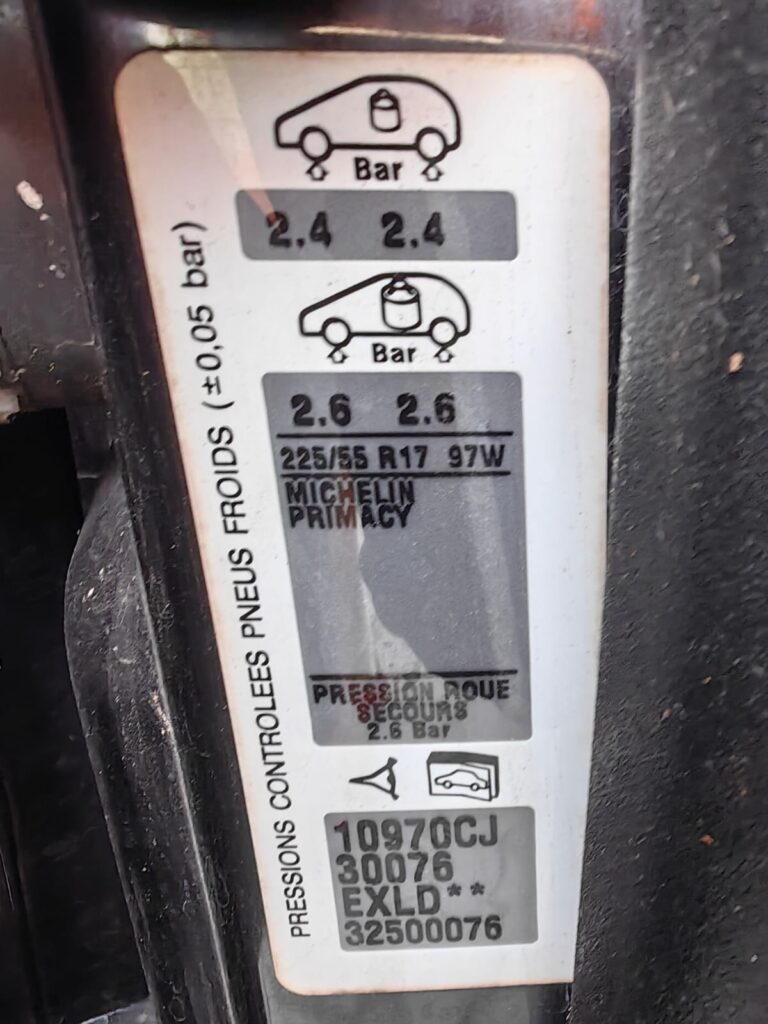 Bar
2.4 2.4
Bar
2.6 2.6
225/55 R17 97W
MICHELIN
PRIMACY
PRESSION ROUE
SECOURS
2.6 Bar
10970CJ
30076
EXLD**
32500076
PRESSIONS CONTROLEES PNEUS FROIDS (±0,05 bar)